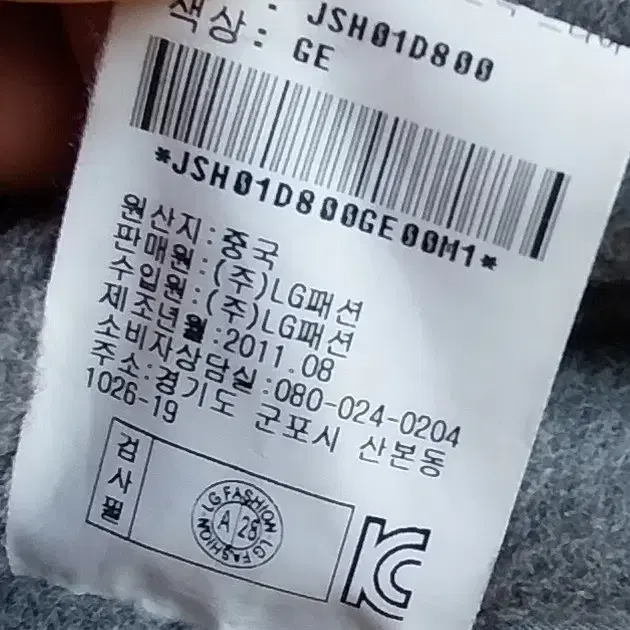 : JSH01D800
색상: GE
*JSH01D800GE00M1*
원산지:중국
판매원:(주)LG패션
수입원:(주)LG패션
제조년월:2011.08
소비자상담실:080-024-0204
주소:경기도 군포시 산본동
1026-19
검사필
LG FASHION
A 25
LG FASHION